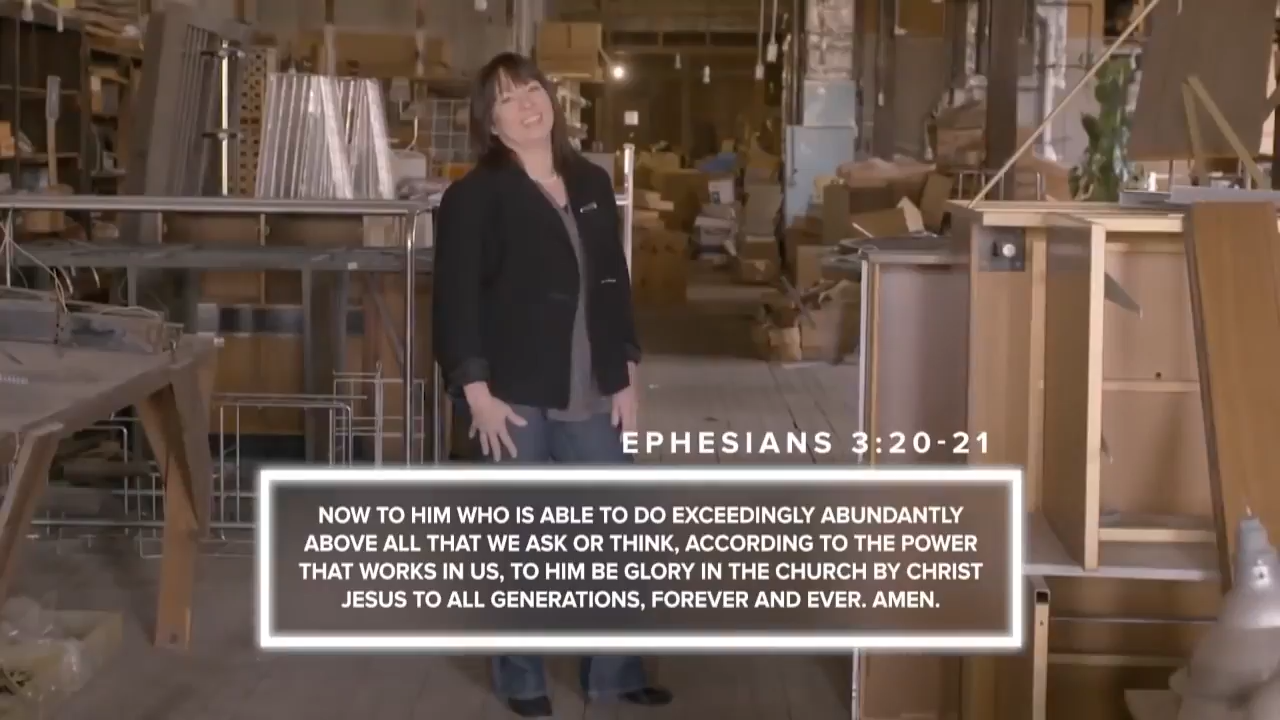 EPHESIANS 3:20-21
NOW TO HIM WHO IS ABLE TO DO EXCEEDINGLY ABUNDANTLY
ABOVE ALL THAT WE ASK OR THINK, ACCORDING TO THE POWER
THAT WORKS IN US, TO HIM BE GLORY IN THE CHURCH BY CHRIST
JESUS TO ALL GENERATIONS, FOREVER AND EVER. AMEN.